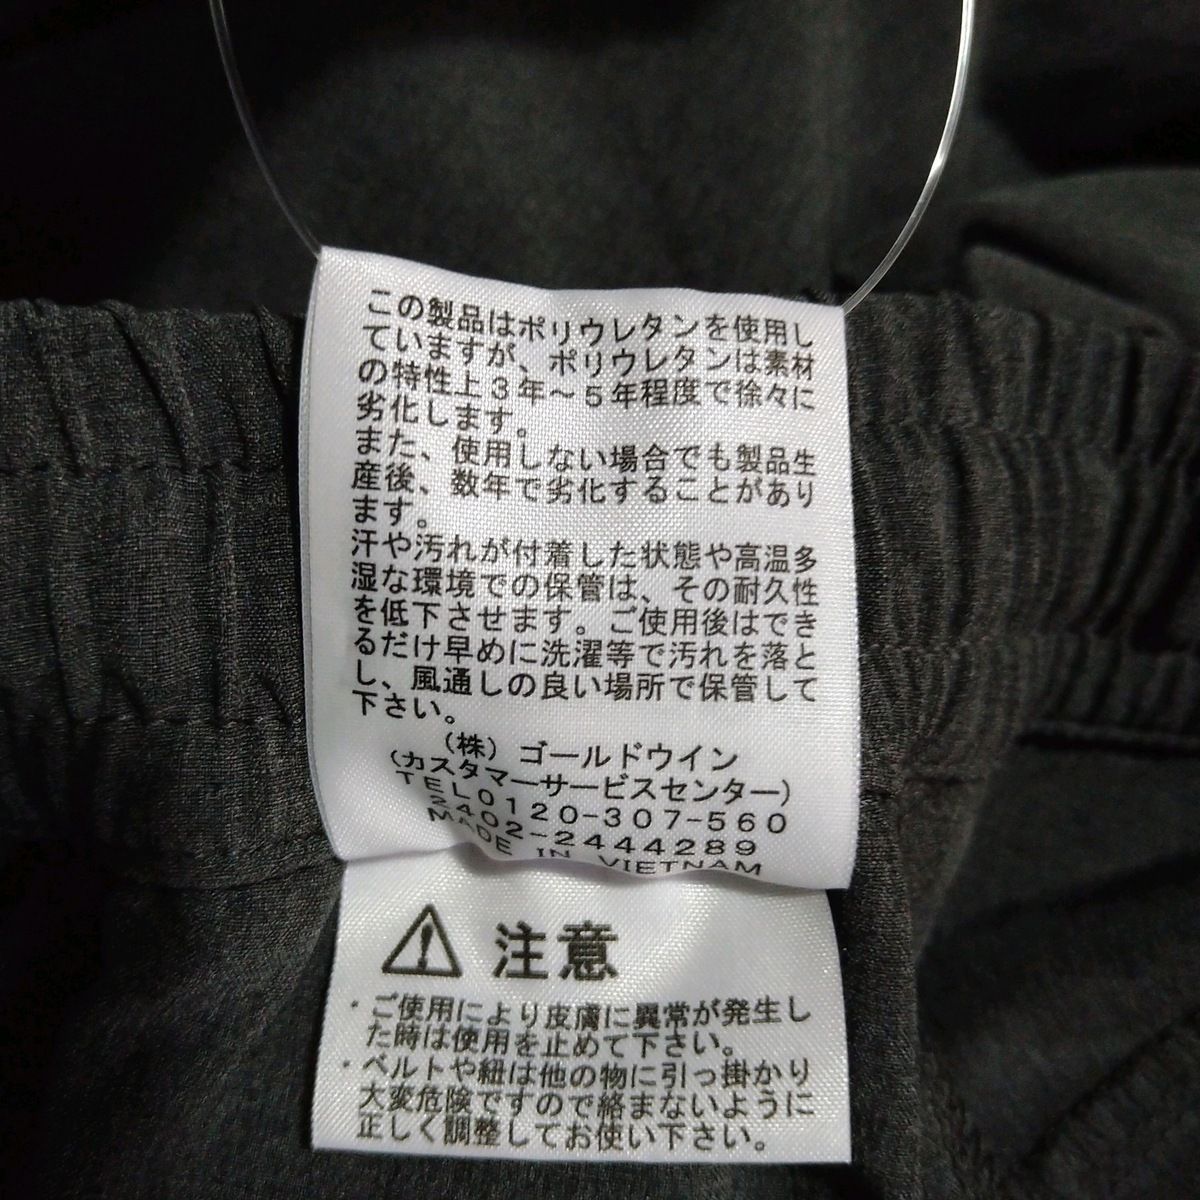 この製品はポリウレタンを使用し
ていますが、ポリウレタンは素材
の特性上3年～5年程度で徐々に
劣化します。
また、使用しない場合でも製品生
産後、数年で劣化することがあり
ます。
汗や汚れが付着した状態や高温多
湿な環境での保管は、その耐久性
を低下させます。ご使用後はでき
るだけ早めに洗濯等で汚れを落と
し、風通しの良い場所で保管して
下さい。
(株) ゴールドウイン
(カスタマーサービスセンター)
TEL0120-307-560
2402-2444289
MADE IN VIETNAM
注意
・ご使用により皮膚に異常が発生し
た時は使用を止めて下さい。
・ベルトや紐は他の物に引っ掛かり
大変危険ですので絡まないように
正しく調整してお使い下さい。